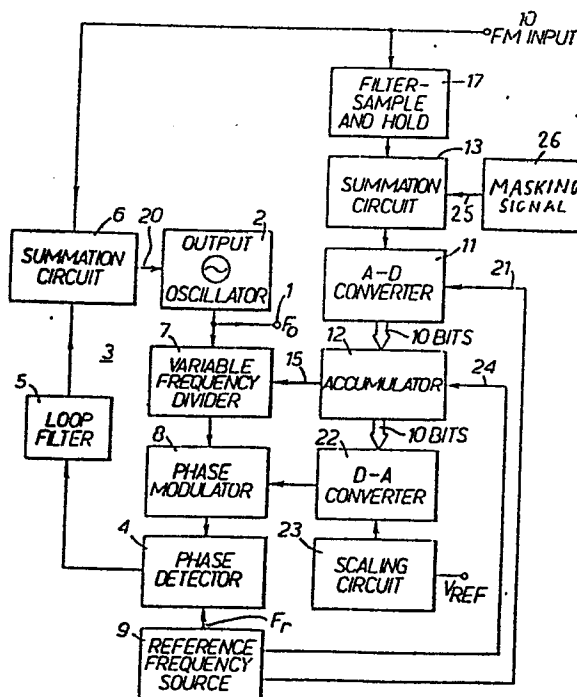 10
FM INPUT
FILTER-
SAMPLE
AND HOLD
17
13
26
SUMMATION
CIRCUIT
25
MASKING
SIGNAL
6
20
2
SUMMATION
CIRCUIT
OUTPUT
OSCILLATOR
11
21
A-D
CONVERTER
1
Fo
3
7
VARIABLE
FREQUENCY
DIVIDER
15
12
10 BITS
ACCUMULATOR
24
5
LOOP
FILTER
8
PHASE
MODULATOR
22
10 BITS
D-A
CONVERTER
4
PHASE
DETECTOR
23
SCALING
CIRCUIT
VREF
Fr
9
REFERENCE
FREQUENCY
SOURCE